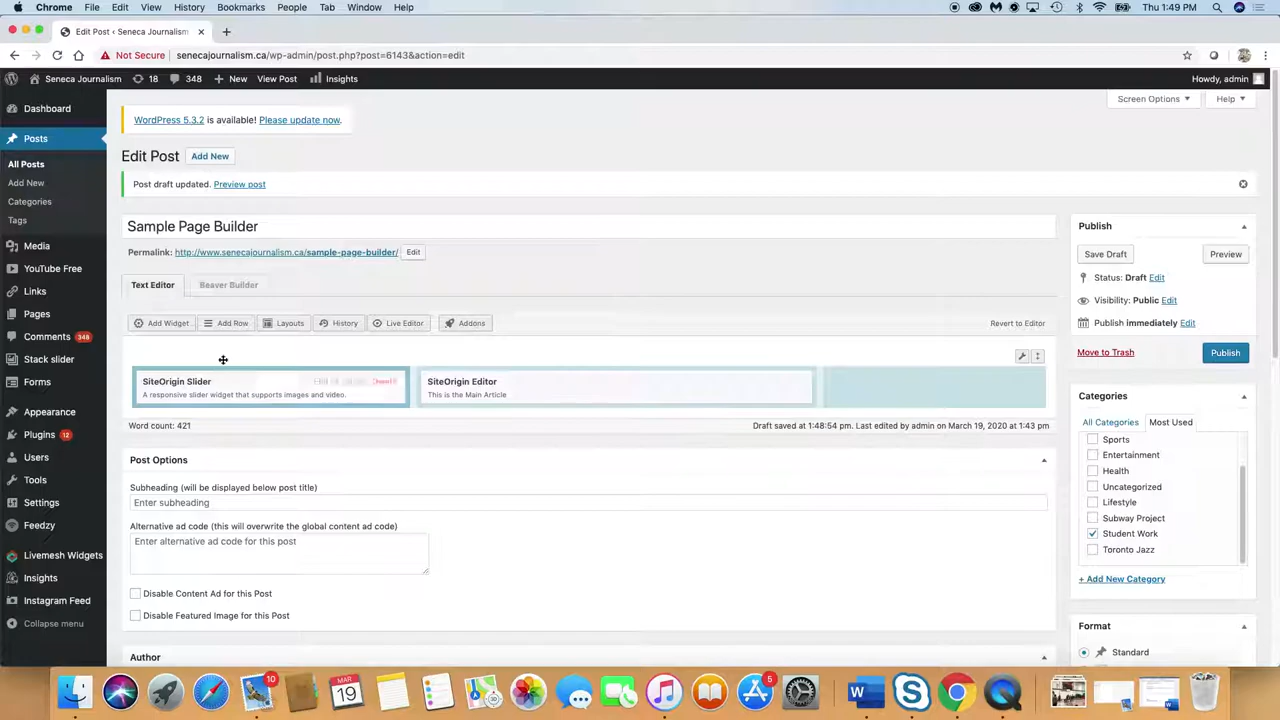 Chrome File Edit View History Bookmarks People Tab Window Help Thu 1:49 PM
Edit Post ‹ Seneca Journalism
Not Secure senecajournalism.ca/wp-admin/post.php?post=6143&action=edit
Seneca Journalism 18 348 + New View Post Insights Howdy, admin
Screen Options ▼ Help ▼
Dashboard
Posts
All Posts
Add New
Categories
Tags
Media
YouTube Free
Links
Pages
Comments 348
Stack slider
Forms
Appearance
Plugins 12
Users
Tools
Settings
Feedzy
Livemesh Widgets
Insights
Instagram Feed
Collapse menu
WordPress 5.3.2 is available! Please update now.
Edit Post Add New
Post draft updated. Preview post
Sample Page Builder
Permalink: http://www.senecajournalism.ca/sample-page-builder/ Edit
Text Editor Beaver Builder
Add Widget Add Row Layouts History Live Editor Addons Revert to Editor
SiteOrigin Slider
A responsive slider widget that supports images and video.
SiteOrigin Editor
This is the Main Article
Word count: 421 Draft saved at 1:48:54 pm. Last edited by admin on March 19, 2020 at 1:43 pm
Post Options
Subheading (will be displayed below post title)
Enter subheading
Alternative ad code (this will overwrite the global content ad code)
Enter alternative ad code for this post
Disable Content Ad for this Post
Disable Featured Image for this Post
Author
Publish
Save Draft Preview
Status: Draft Edit
Visibility: Public Edit
Publish immediately Edit
Move to Trash Publish
Categories
All Categories Most Used
Sports
Entertainment
Health
Uncategorized
Lifestyle
Subway Project
Student Work
Toronto Jazz
+ Add New Category
Format
Standard
10
MAR
19
5